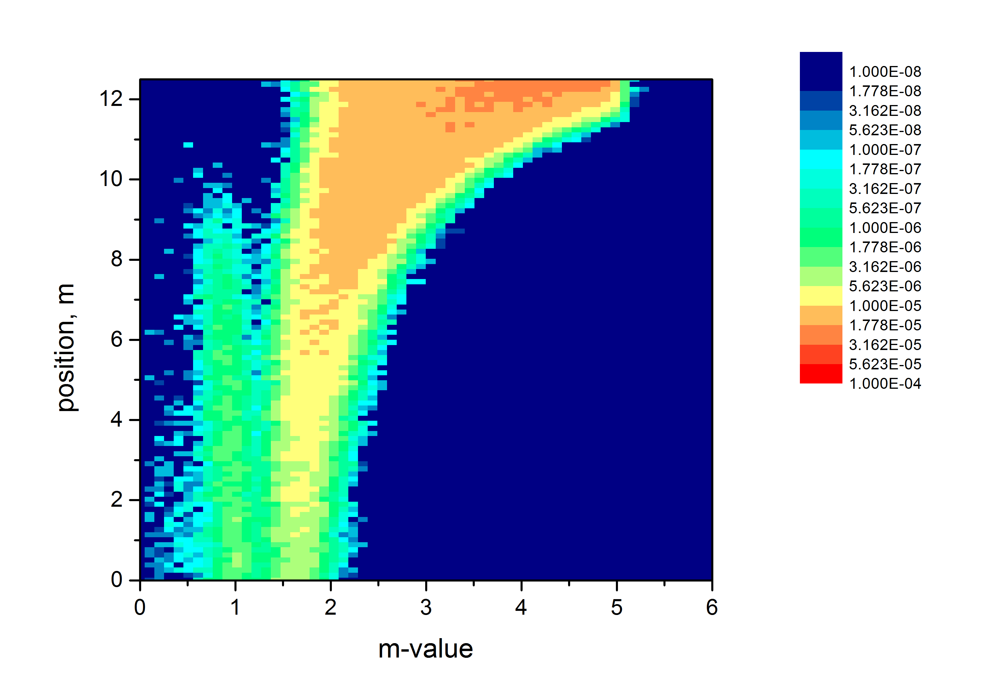 12
10
8
6
4
2
0
position, m
0 1 2 3 4 5 6
m-value
1.000E-08
1.778E-08
3.162E-08
5.623E-08
1.000E-07
1.778E-07
3.162E-07
5.623E-07
1.000E-06
1.778E-06
3.162E-06
5.623E-06
1.000E-05
1.778E-05
3.162E-05
5.623E-05
1.000E-04